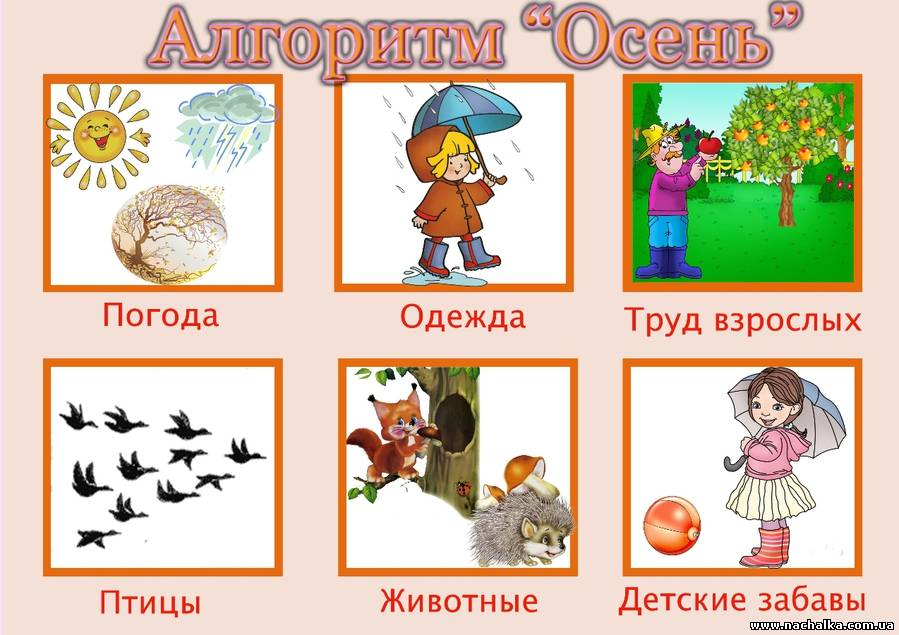 Алгоритм “Осень”
Погода
Одежда
Труд взрослых
Птицы
Животные
Детские забавы
www.nachalka.com.ua